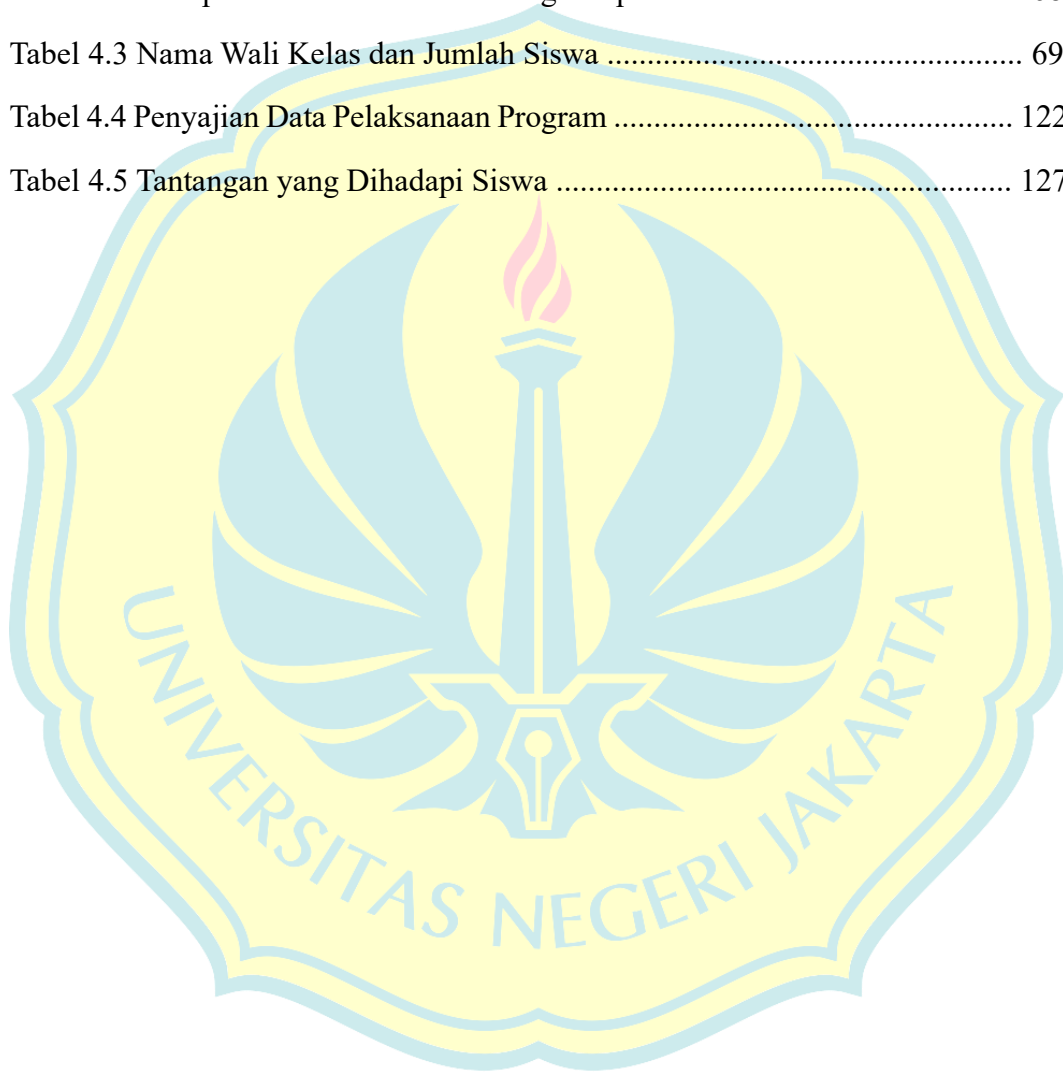 Tabel 4.3 Nama Wali Kelas dan Jumlah Siswa .................................................... 69
Tabel 4.4 Penyajian Data Pelaksanaan Program .................................................. 122
Tabel 4.5 Tantangan yang Dihadapi Siswa ......................................................... 127
UNIVERSITAS NEGERI JAKARTA